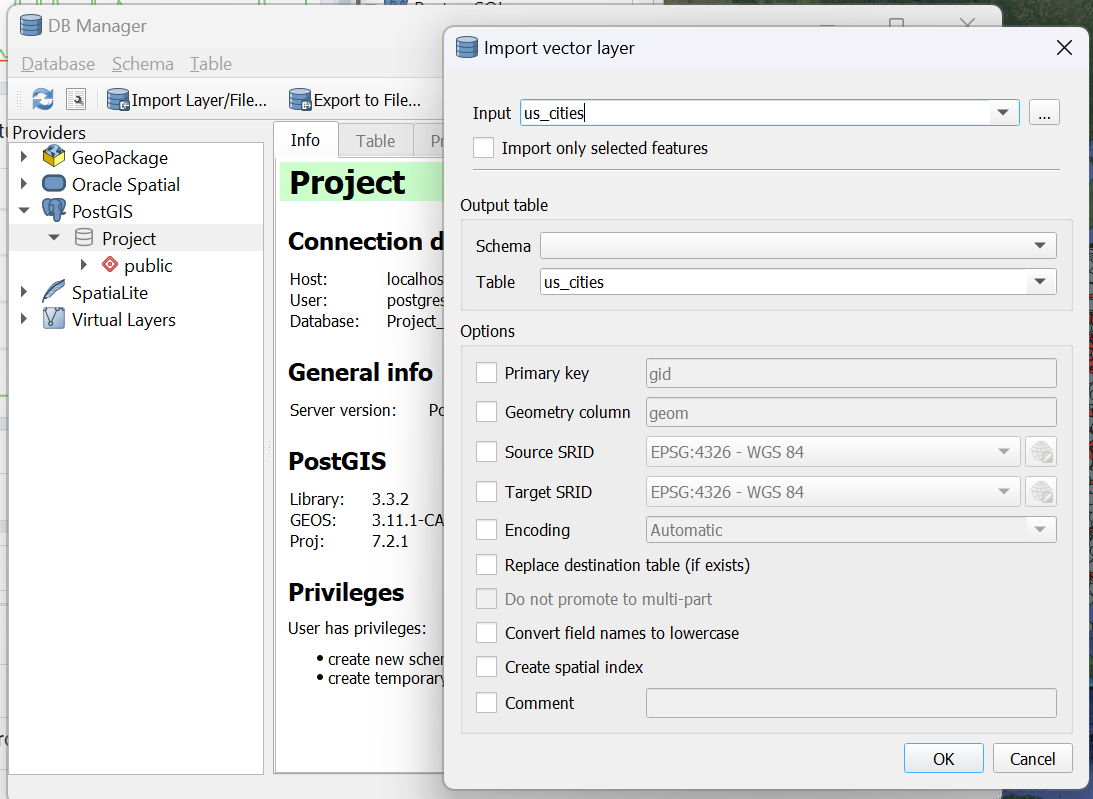 DB Manager
Database Schema Table
Import Layer/File... Export to File...
Providers
GeoPackage
Oracle Spatial
PostGIS
Project
public
SpatiaLite
Virtual Layers
Info Table
Project
Connection
Host:
User:
Database: Project_
General info
Server version:
PostGIS
Library: 3.3.2
GEOS: 3.11.1-CA
Proj: 7.2.1
Privileges
User has privileges:
• create new
• create temporary
Import vector layer
Input us_cities ...
Import only selected features
Output table
Schema
Table us_cities
Options
Primary key gid
Geometry column geom
Source SRID EPSG:4326 - WGS 84
Target SRID EPSG:4326 - WGS 84
Encoding Automatic
Replace destination table (if exists)
Do not promote to multi-part
Convert field names to lowercase
Create spatial index
Comment
OK Cancel